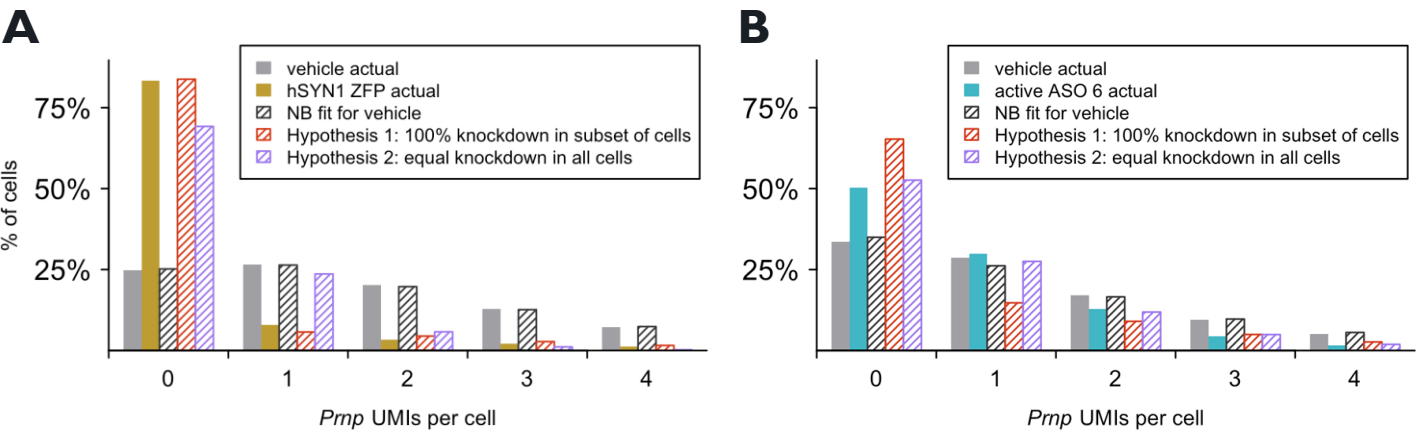 A
vehicle actual
hSYN1 ZFP actual
NB fit for vehicle
Hypothesis 1: 100% knockdown in subset of cells
Hypothesis 2: equal knockdown in all cells
% of cells
75%
50%
25%
0 1 2 3 4
Prnp UMIs per cell
B
vehicle actual
active ASO 6 actual
NB fit for vehicle
Hypothesis 1: 100% knockdown in subset of cells
Hypothesis 2: equal knockdown in all cells
75%
50%
25%
0 1 2 3 4
Prnp UMIs per cell